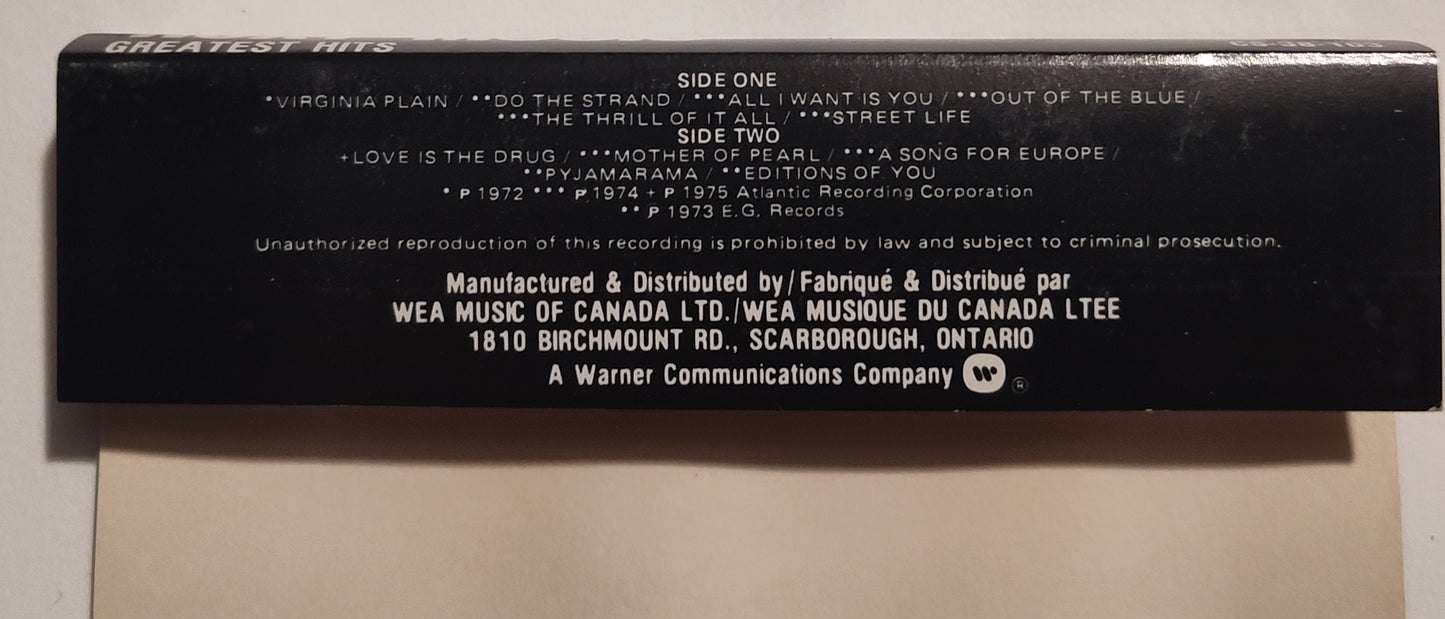 GREATEST HITS
SIDE ONE
*VIRGINIA PLAIN / **DO THE STRAND / ***ALL I WANT IS YOU / ***OUT OF THE BLUE /
***THE THRILL OF IT ALL / ***STREET LIFE
SIDE TWO
+LOVE IS THE DRUG / ***MOTHER OF PEARL / ***A SONG FOR EUROPE /
**PYJAMARAMA / **EDITIONS OF YOU
* P 1972 *** P 1974 + P 1975 Atlantic Recording Corporation
** P 1973 E.G. Records
Unauthorized reproduction of this recording is prohibited by law and subject to criminal prosecution.
Manufactured & Distributed by/Fabriqué & Distribué par
WEA MUSIC OF CANADA LTD./WEA MUSIQUE DU CANADA LTEE
1810 BIRCHMOUNT RD., SCARBOROUGH, ONTARIO
A Warner Communications Company W ®